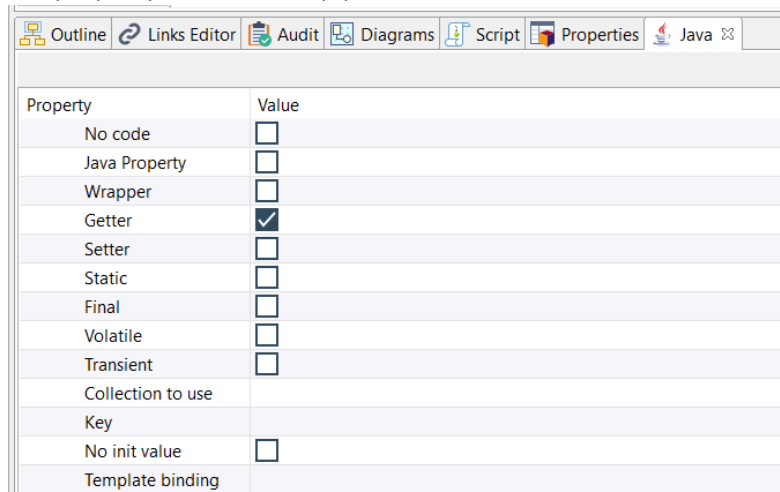 Outline Links Editor Audit Diagrams Script Properties Java
Property Value
No code
Java Property
Wrapper
Getter
Setter
Static
Final
Volatile
Transient
Collection to use
Key
No init value
Template binding